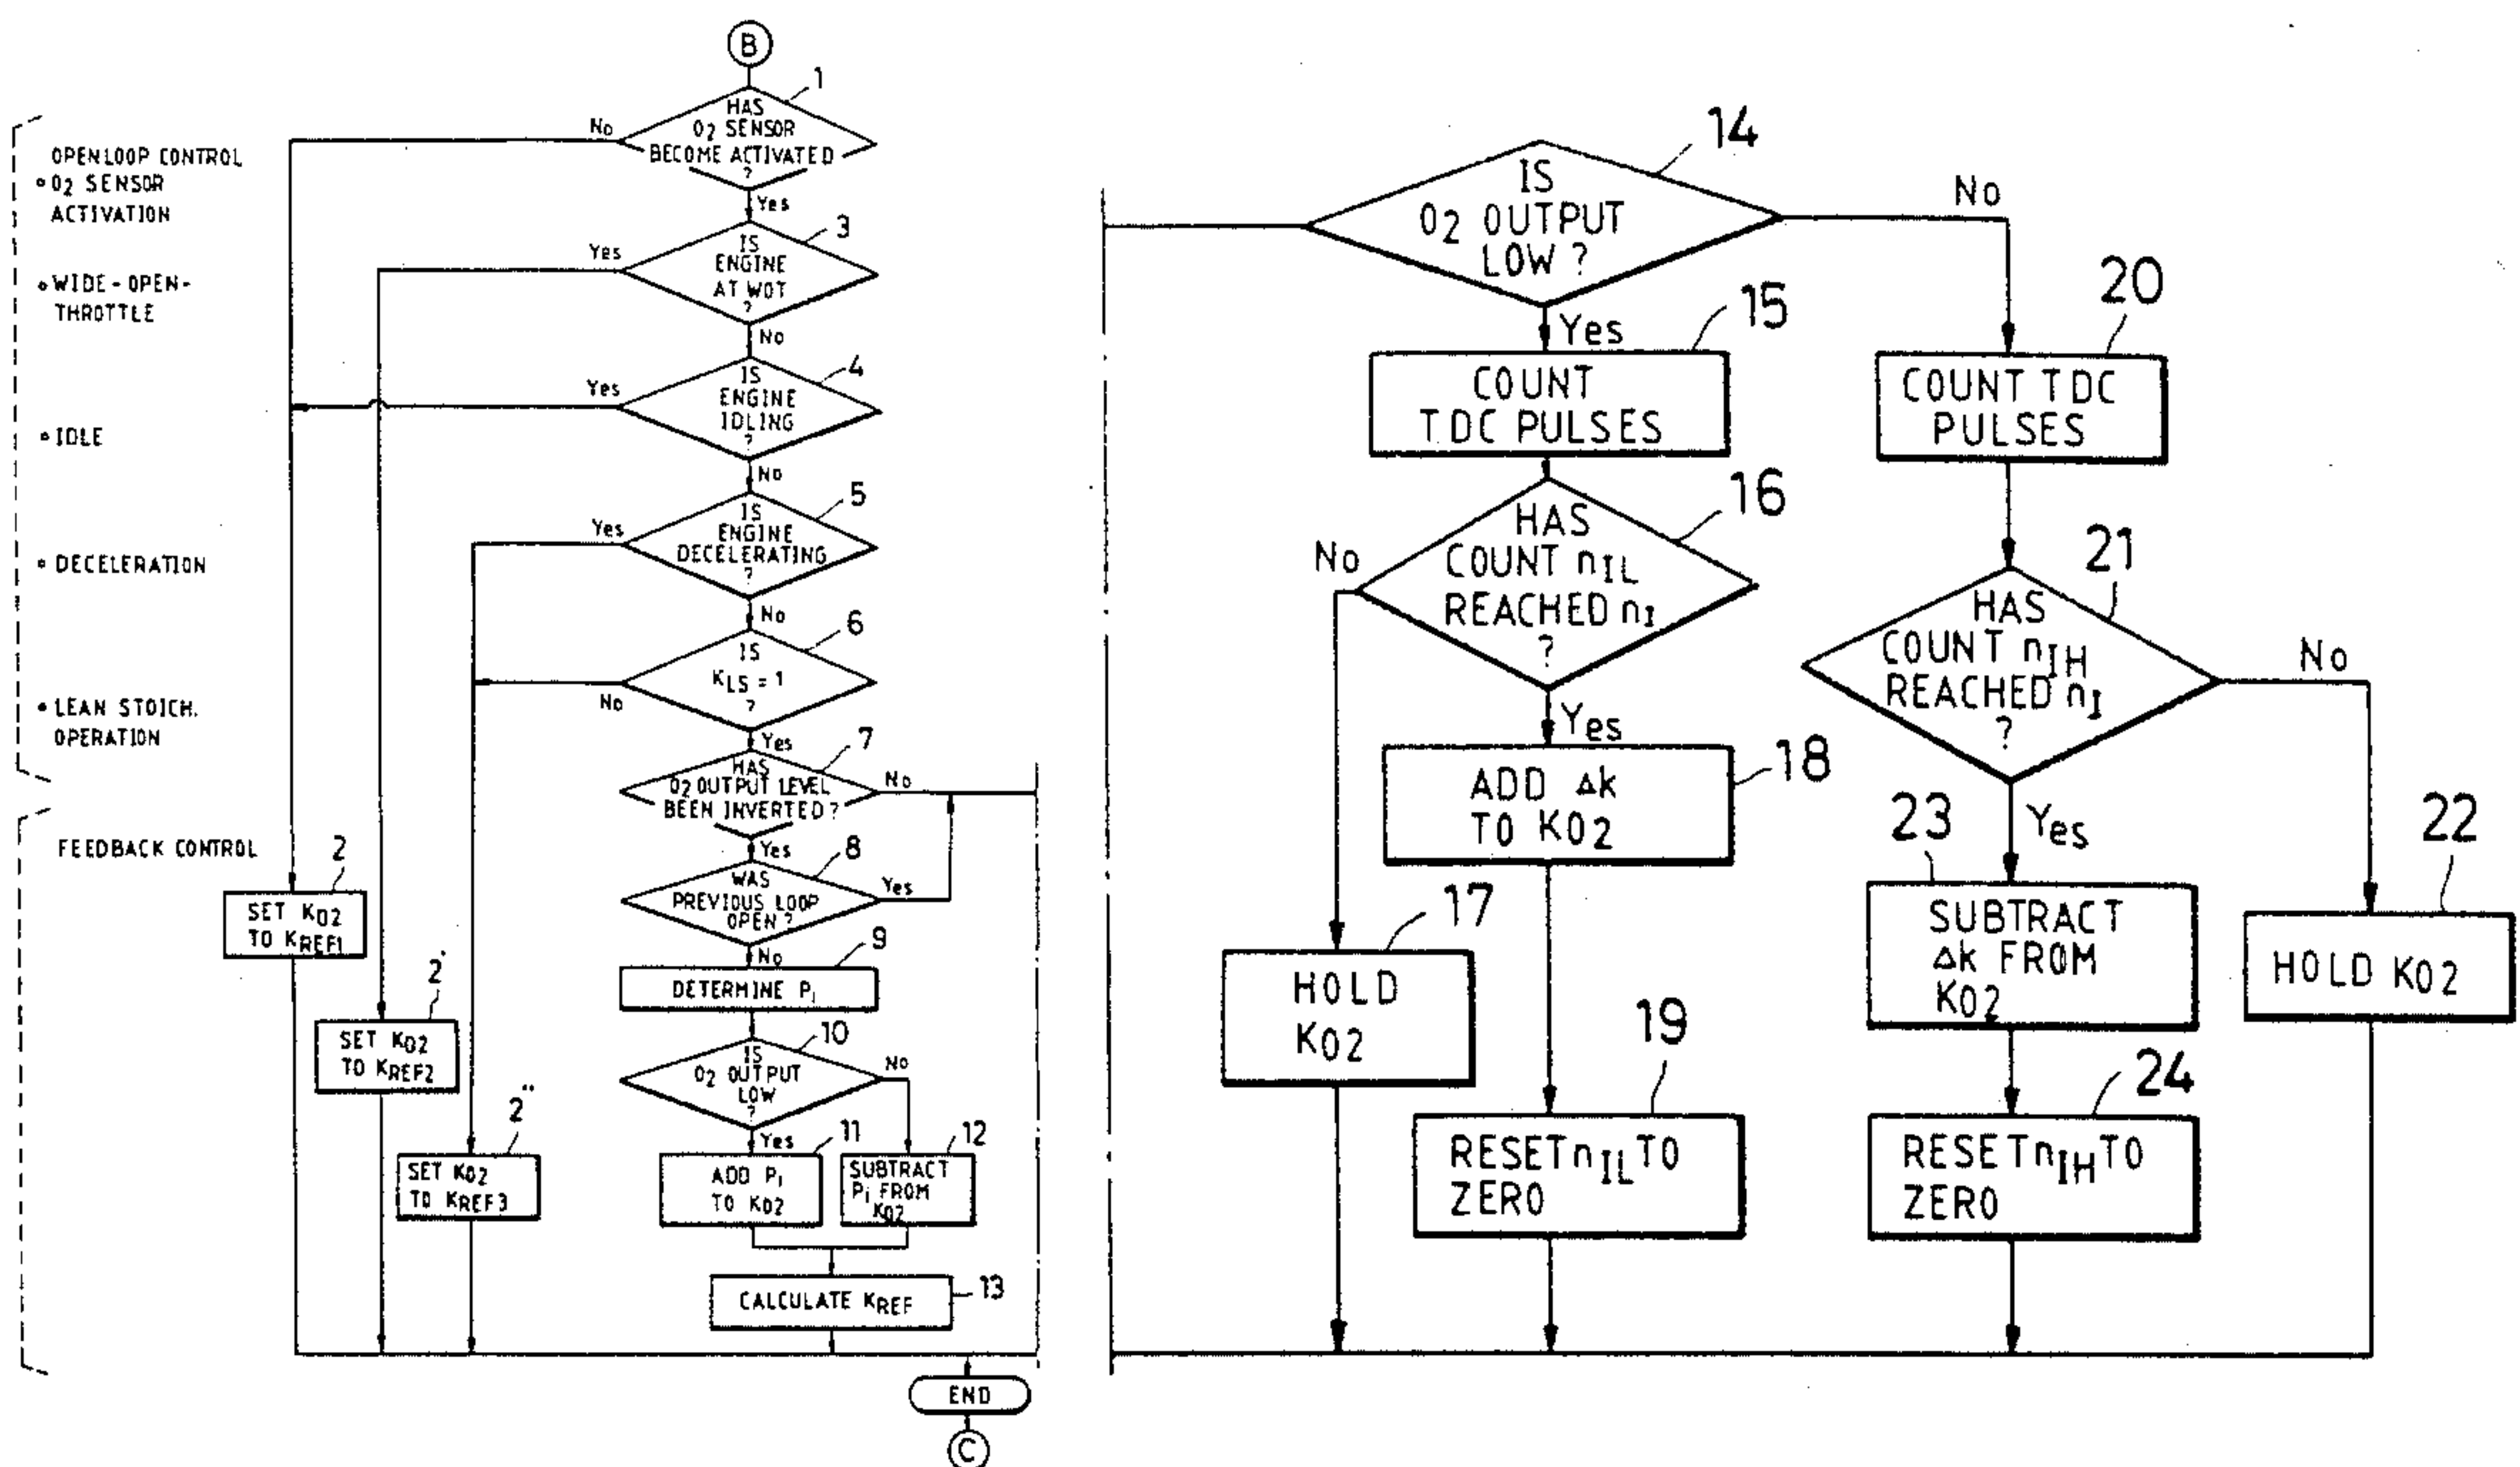 B
1
HAS
O2 SENSOR
BECOME ACTIVATED
?
No
Yes
OPEN LOOP CONTROL
• O2 SENSOR
ACTIVATION
3
IS
ENGINE
AT WOT
?
Yes
No
• WIDE-OPEN-
THROTTLE
4
IS
ENGINE
IDLING
?
Yes
No
• IDLE
5
IS
ENGINE
DECELERATING
?
Yes
No
• DECELERATION
6
IS
KLS = 1
?
No
Yes
• LEAN STOICH.
OPERATION
7
HAS
O2 OUTPUT LEVEL
BEEN INVERTED ?
No
Yes
FEEDBACK CONTROL
8
WAS
PREVIOUS LOOP
OPEN ?
Yes
No
2
SET KO2
TO KREF1
9
DETERMINE Pi
2'
SET KO2
TO KREF2
10
IS
O2 OUTPUT
LOW
?
No
Yes
2"
SET KO2
TO KREF3
11
ADD Pi
TO KO2
12
SUBTRACT
Pi FROM
KO2
CALCULATE KREF
13
END
C
14
IS
O2 OUTPUT
LOW ?
No
Yes
15
COUNT
TDC PULSES
20
COUNT TDC
PULSES
16
HAS
COUNT nIL
REACHED nI
?
No
Yes
21
HAS
COUNT nIH
REACHED nI
?
No
Yes
18
ADD Δk
TO KO2
17
HOLD
KO2
23
SUBTRACT
Δk FROM
KO2
22
HOLD KO2
19
RESET nIL TO
ZERO
24
RESET nIH TO
ZERO